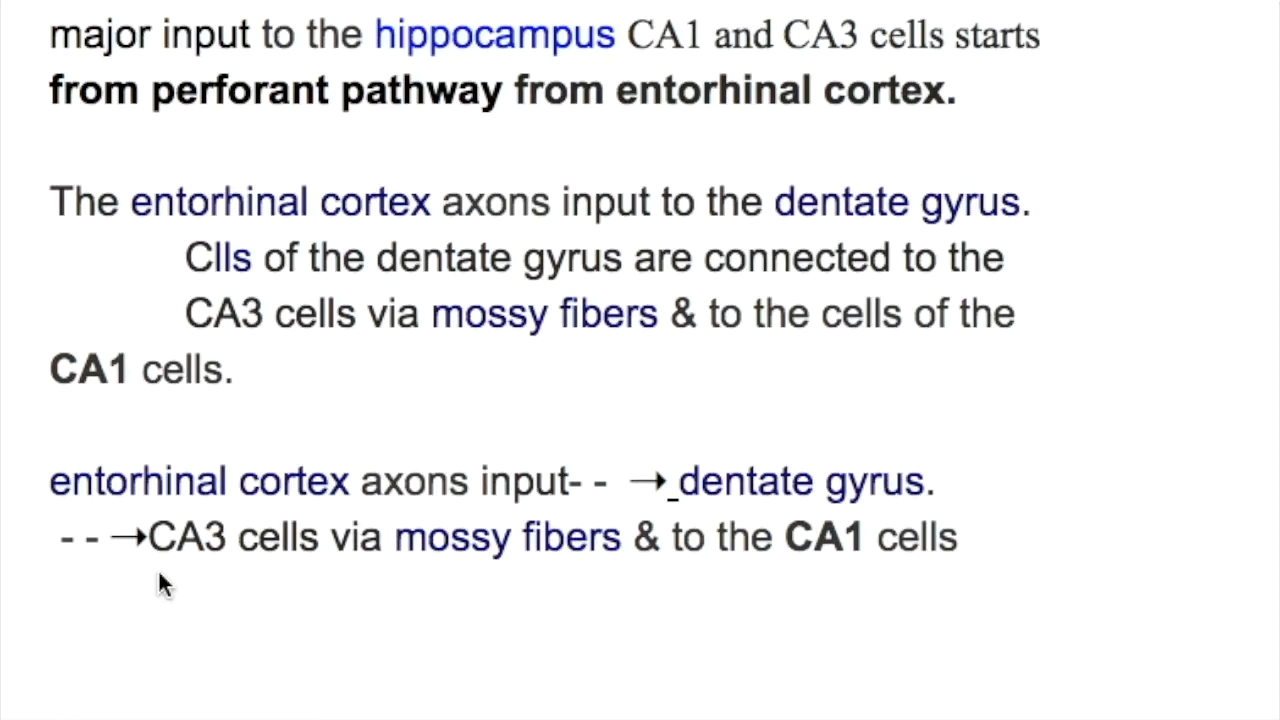 major input to the hippocampus CA1 and CA3 cells starts
from perforant pathway from entorhinal cortex.
The entorhinal cortex axons input to the dentate gyrus.
Clls of the dentate gyrus are connected to the
CA3 cells via mossy fibers & to the cells of the
CA1 cells.
entorhinal cortex axons input- - →_dentate gyrus.
- - →CA3 cells via mossy fibers & to the CA1 cells